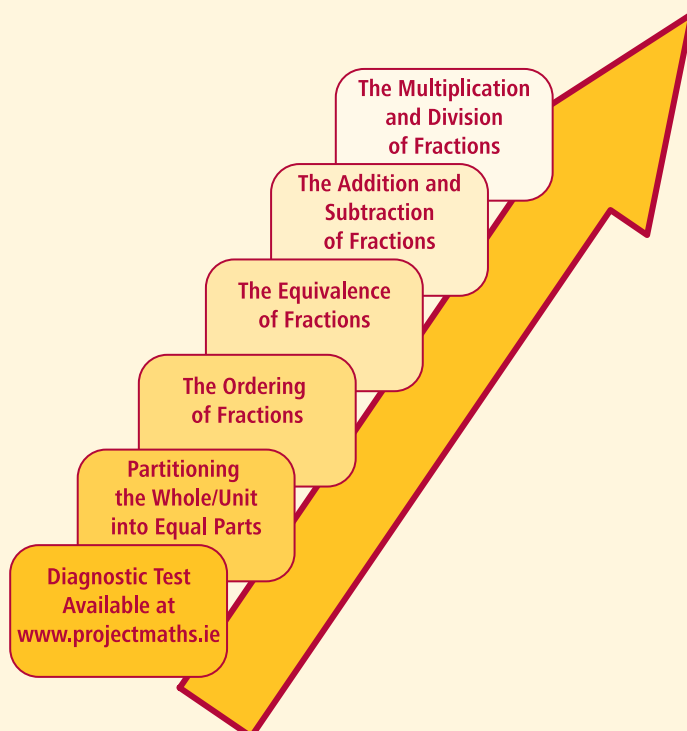 The Multiplication
and Division
of Fractions
The Addition and
Subtraction
of Fractions
The Equivalence
of Fractions
The Ordering
of Fractions
Partitioning
the Whole/Unit
into Equal Parts
Diagnostic Test
Available at
www.projectmaths.ie